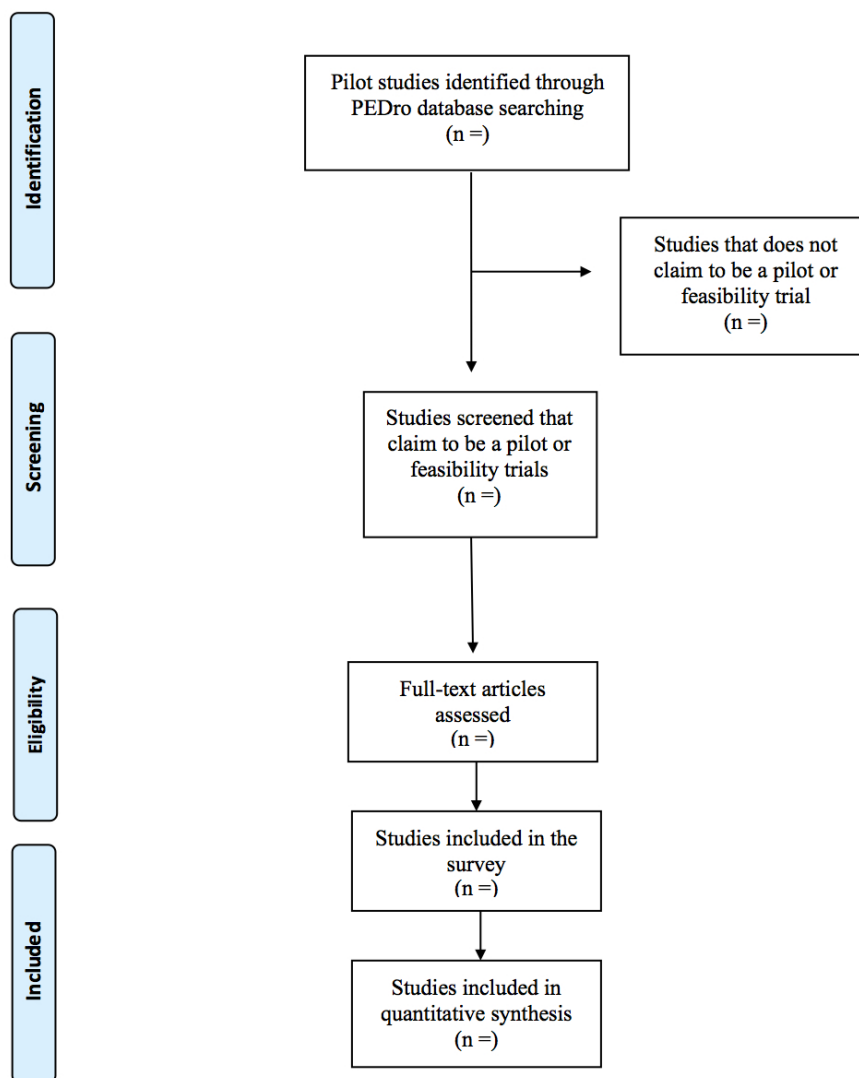 Identification
Pilot studies identified through
PEDro database searching
(n =)
Studies that does not
claim to be a pilot or
feasibility trial
(n =)
Screening
Studies screened that
claim to be a pilot or
feasibility trials
(n =)
Eligibility
Full-text articles
assessed
(n =)
Included
Studies included in the
survey
(n =)
Studies included in
quantitative synthesis
(n =)